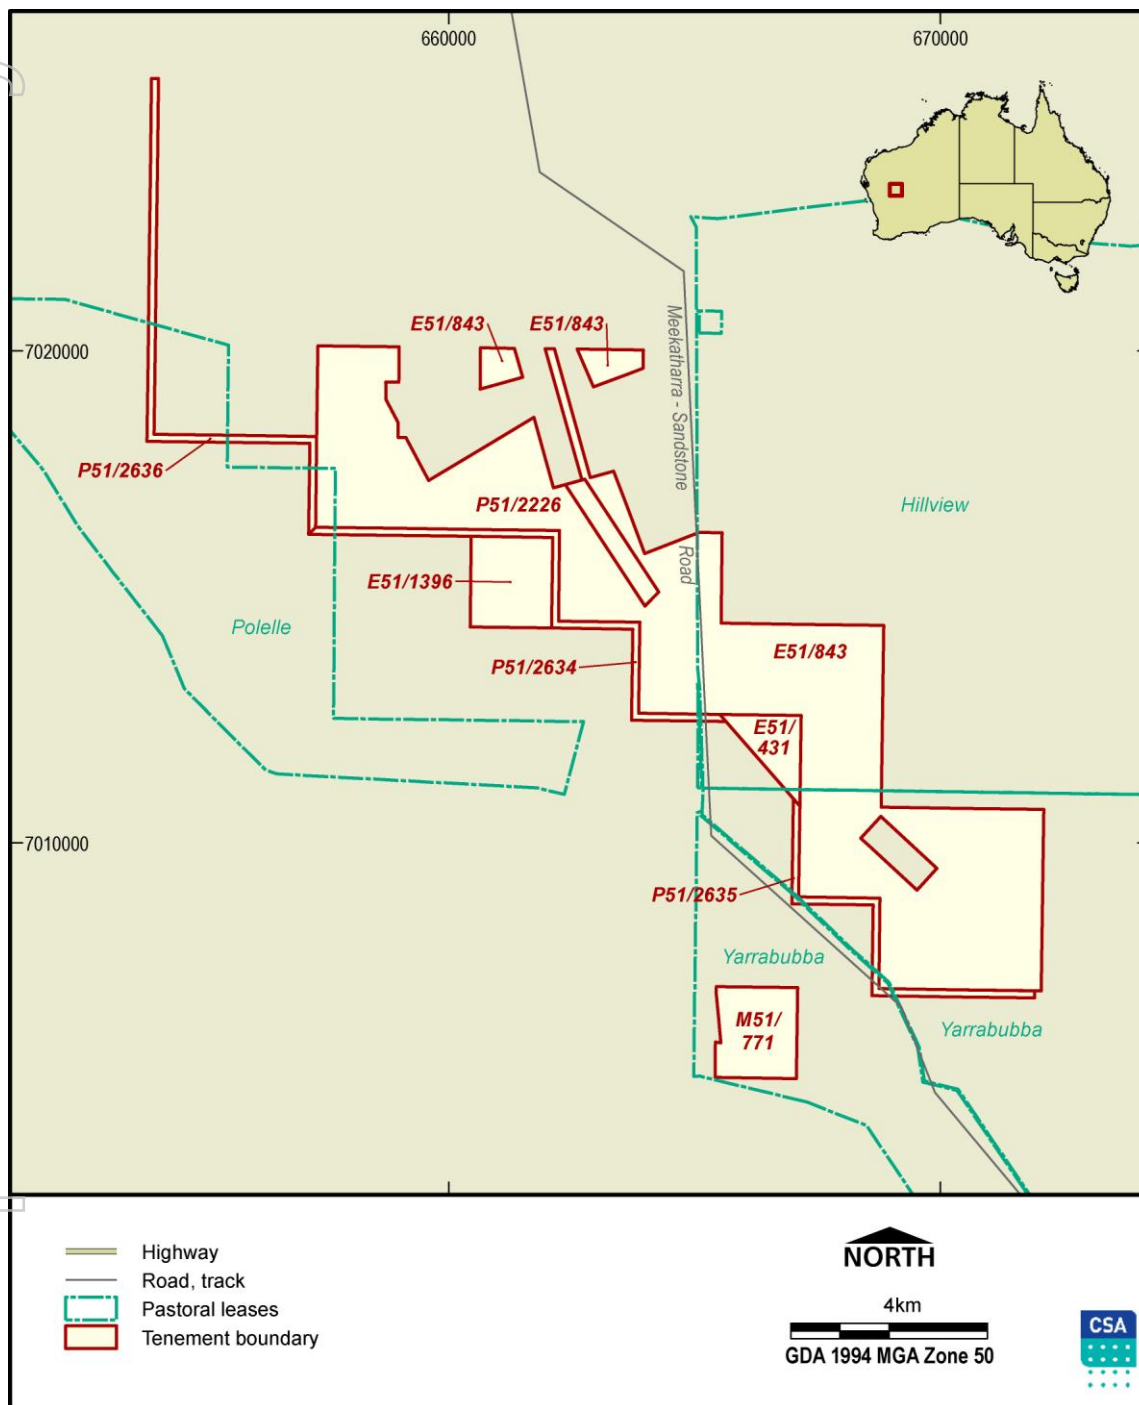 660000
670000
E51/843
E51/843
7020000
Meekatharra - Sandstone
Road
P51/2636
P51/2226
Hillview
E51/1396
Polelle
E51/843
P51/2634
E51/
431
7010000
P51/2635
Yarrabubba
M51/
771
Yarrabubba
Highway
Road, track
Pastoral leases
Tenement boundary
NORTH
4km
GDA 1994 MGA Zone 50
CSA